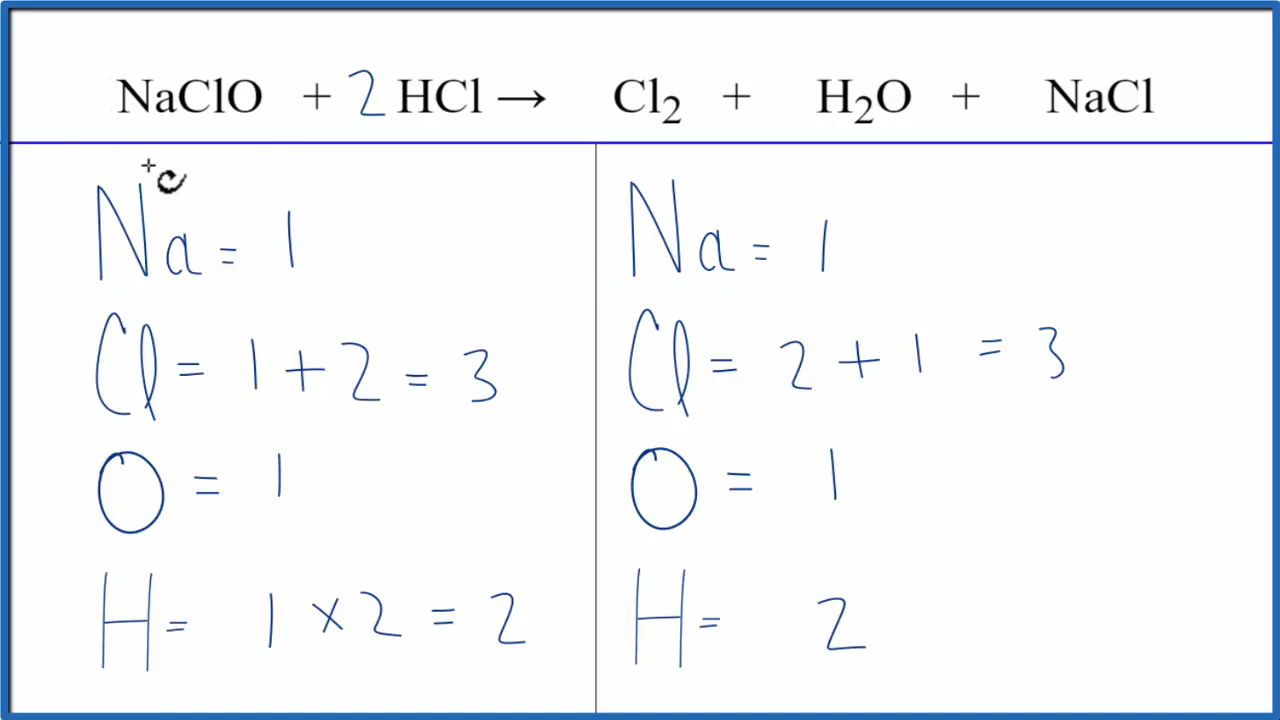 NaClO + 2 HCl → Cl₂ + H₂O + NaCl
Na = 1
Na = 1
Cl = 1 + 2 = 3
Cl = 2 + 1 = 3
O = 1
O = 1
H = 1 × 2 = 2
H = 2